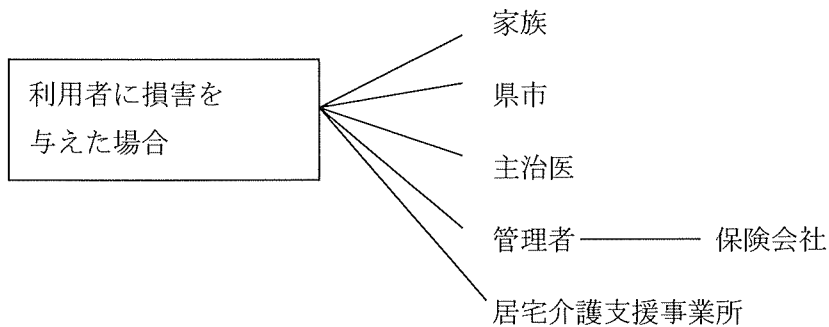 利用者に損害を
与えた場合
家族
県市
主治医
管理者
保険会社
居宅介護支援事業所